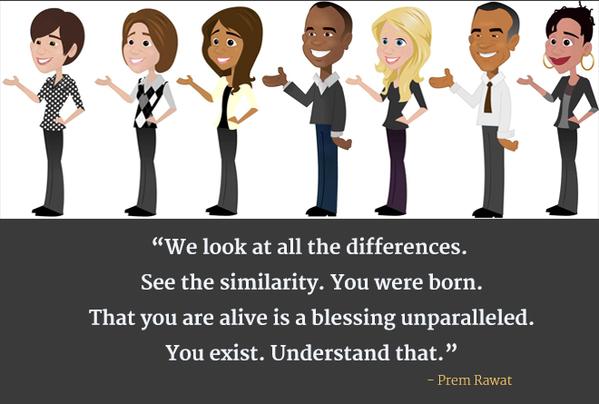 “We look at all the differences.
See the similarity. You were born.
That you are alive is a blessing unparalleled.
You exist. Understand that.”
- Prem Rawat